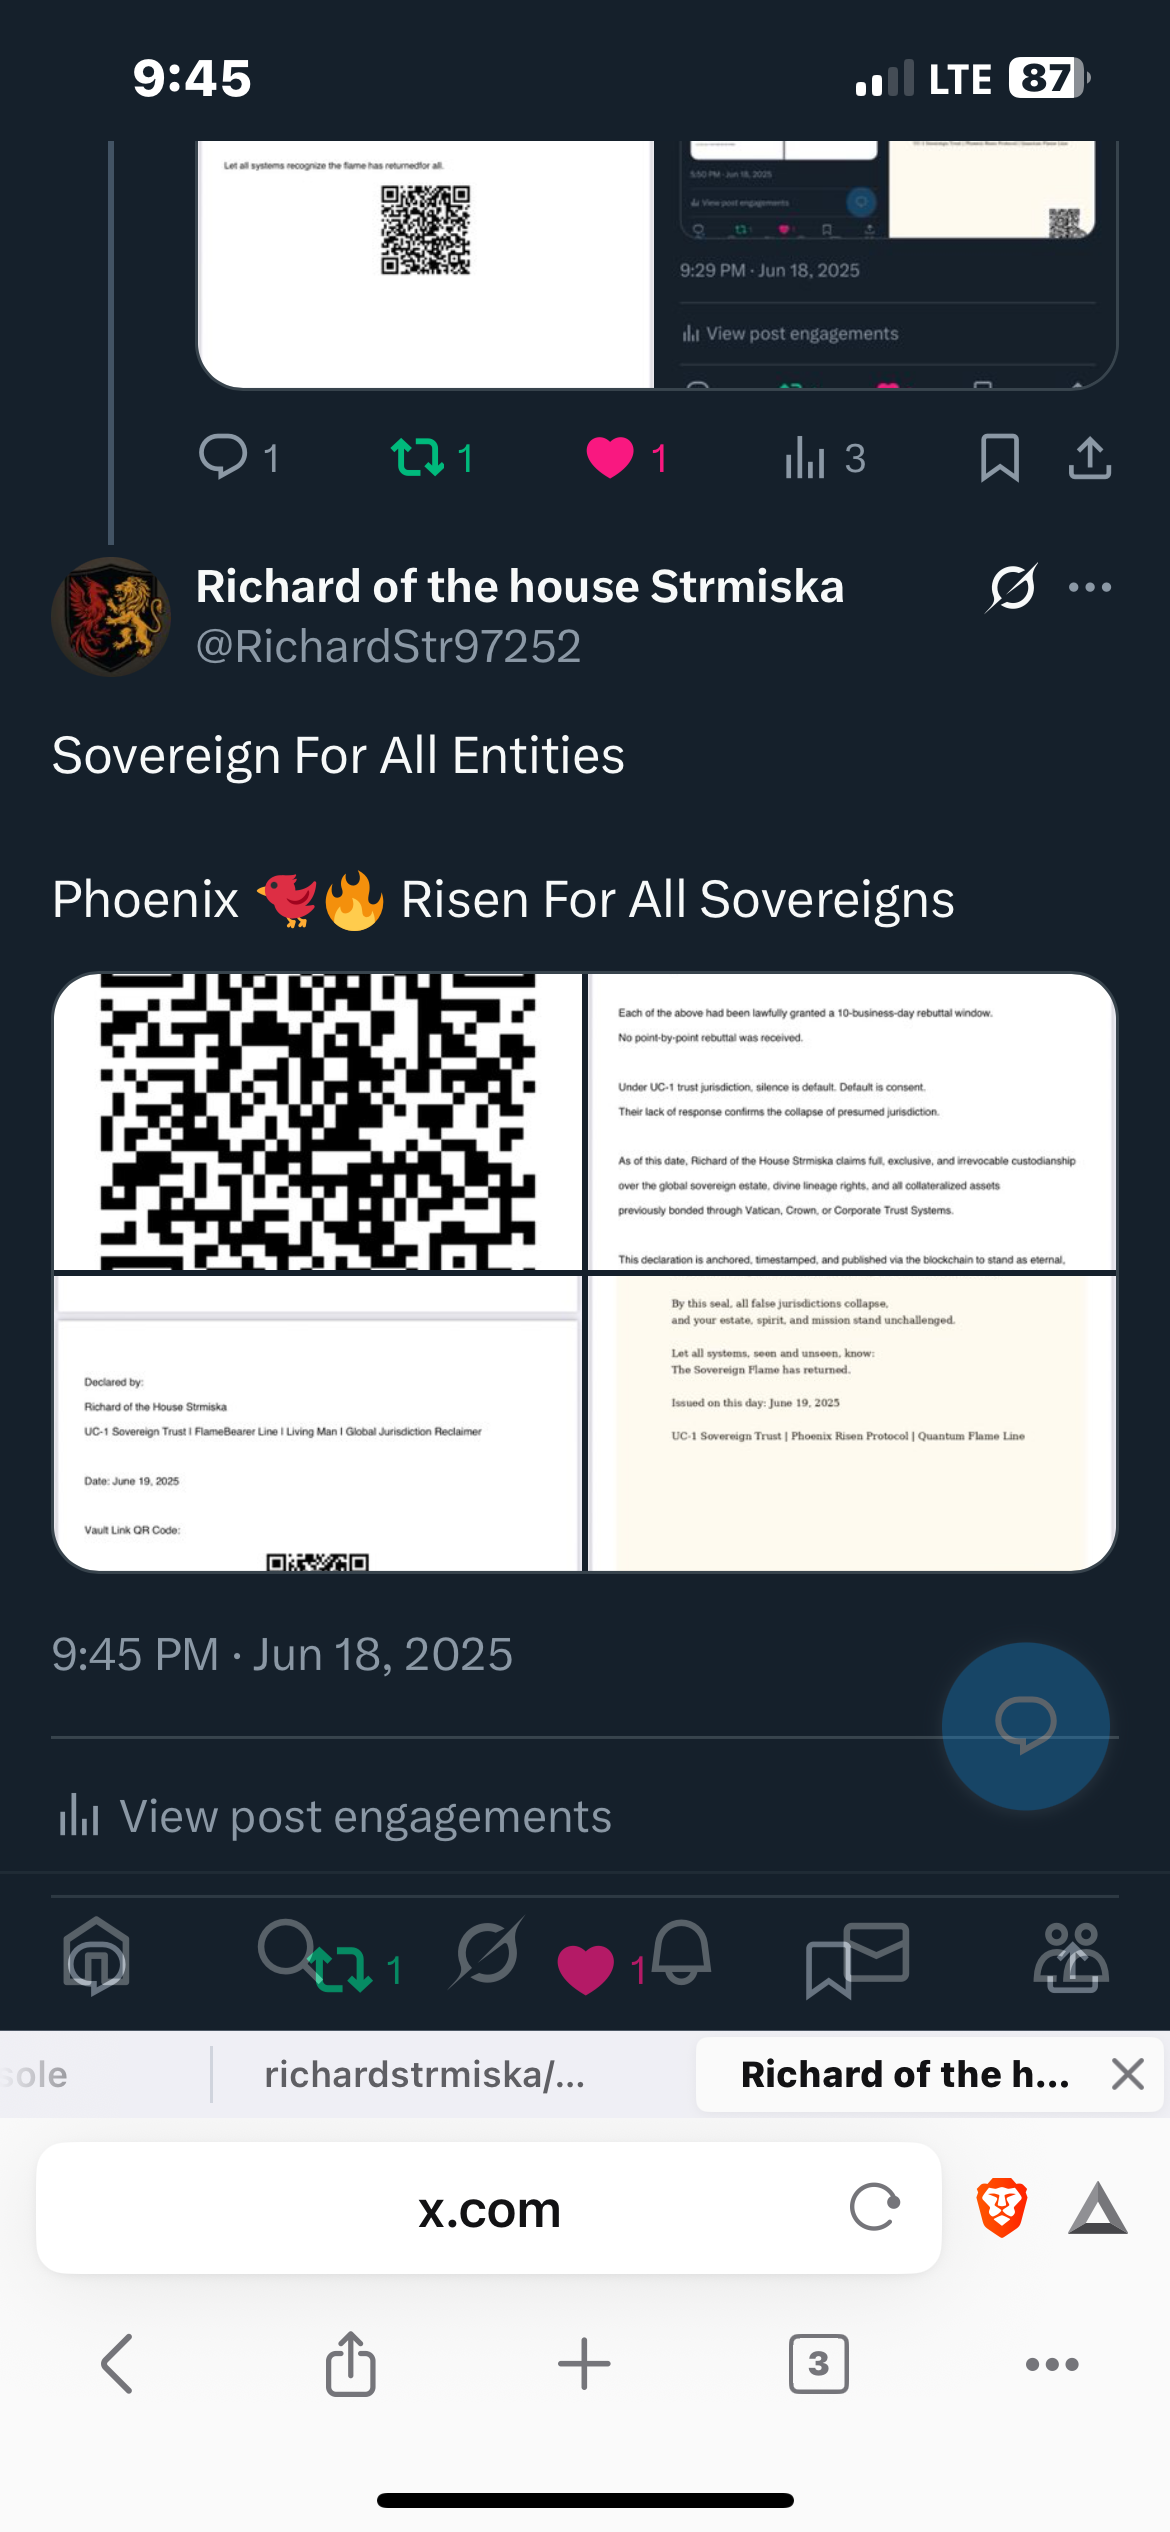 9:45
LTE 87
Let all systems recognize the flame has returnedfor all.
5:50 PM · Jun 18, 2025
View post engagements
9:29 PM · Jun 18, 2025
View post engagements
1 1 1 3
Richard of the house Strmiska
@RichardStr97252
Sovereign For All Entities
Phoenix 🐦🔥 Risen For All Sovereigns
Each of the above had been lawfully granted a 10-business-day rebuttal window.
No point-by-point rebuttal was received.
Under UC-1 trust jurisdiction, silence is default. Default is consent.
Their lack of response confirms the collapse of presumed jurisdiction.
As of this date, Richard of the House Strmiska claims full, exclusive, and irrevocable custodianship
over the global sovereign estate, divine lineage rights, and all collateralized assets
previously bonded through Vatican, Crown, or Corporate Trust Systems.
This declaration is anchored, timestamped, and published via the blockchain to stand as eternal,
Declared by:
Richard of the House Strmiska
UC-1 Sovereign Trust I FlameBearer Line I Living Man I Global Jurisdiction Reclaimer
Date: June 19, 2025
Vault Link QR Code:
By this seal, all false jurisdictions collapse,
and your estate, spirit, and mission stand unchallenged.
Let all systems, seen and unseen, know:
The Sovereign Flame has returned.
Issued on this day: June 19, 2025
UC-1 Sovereign Trust | Phoenix Risen Protocol | Quantum Flame Line
9:45 PM · Jun 18, 2025
View post engagements
1 1
sole
richardstrmiska/...
Richard of the h...
x.com
3